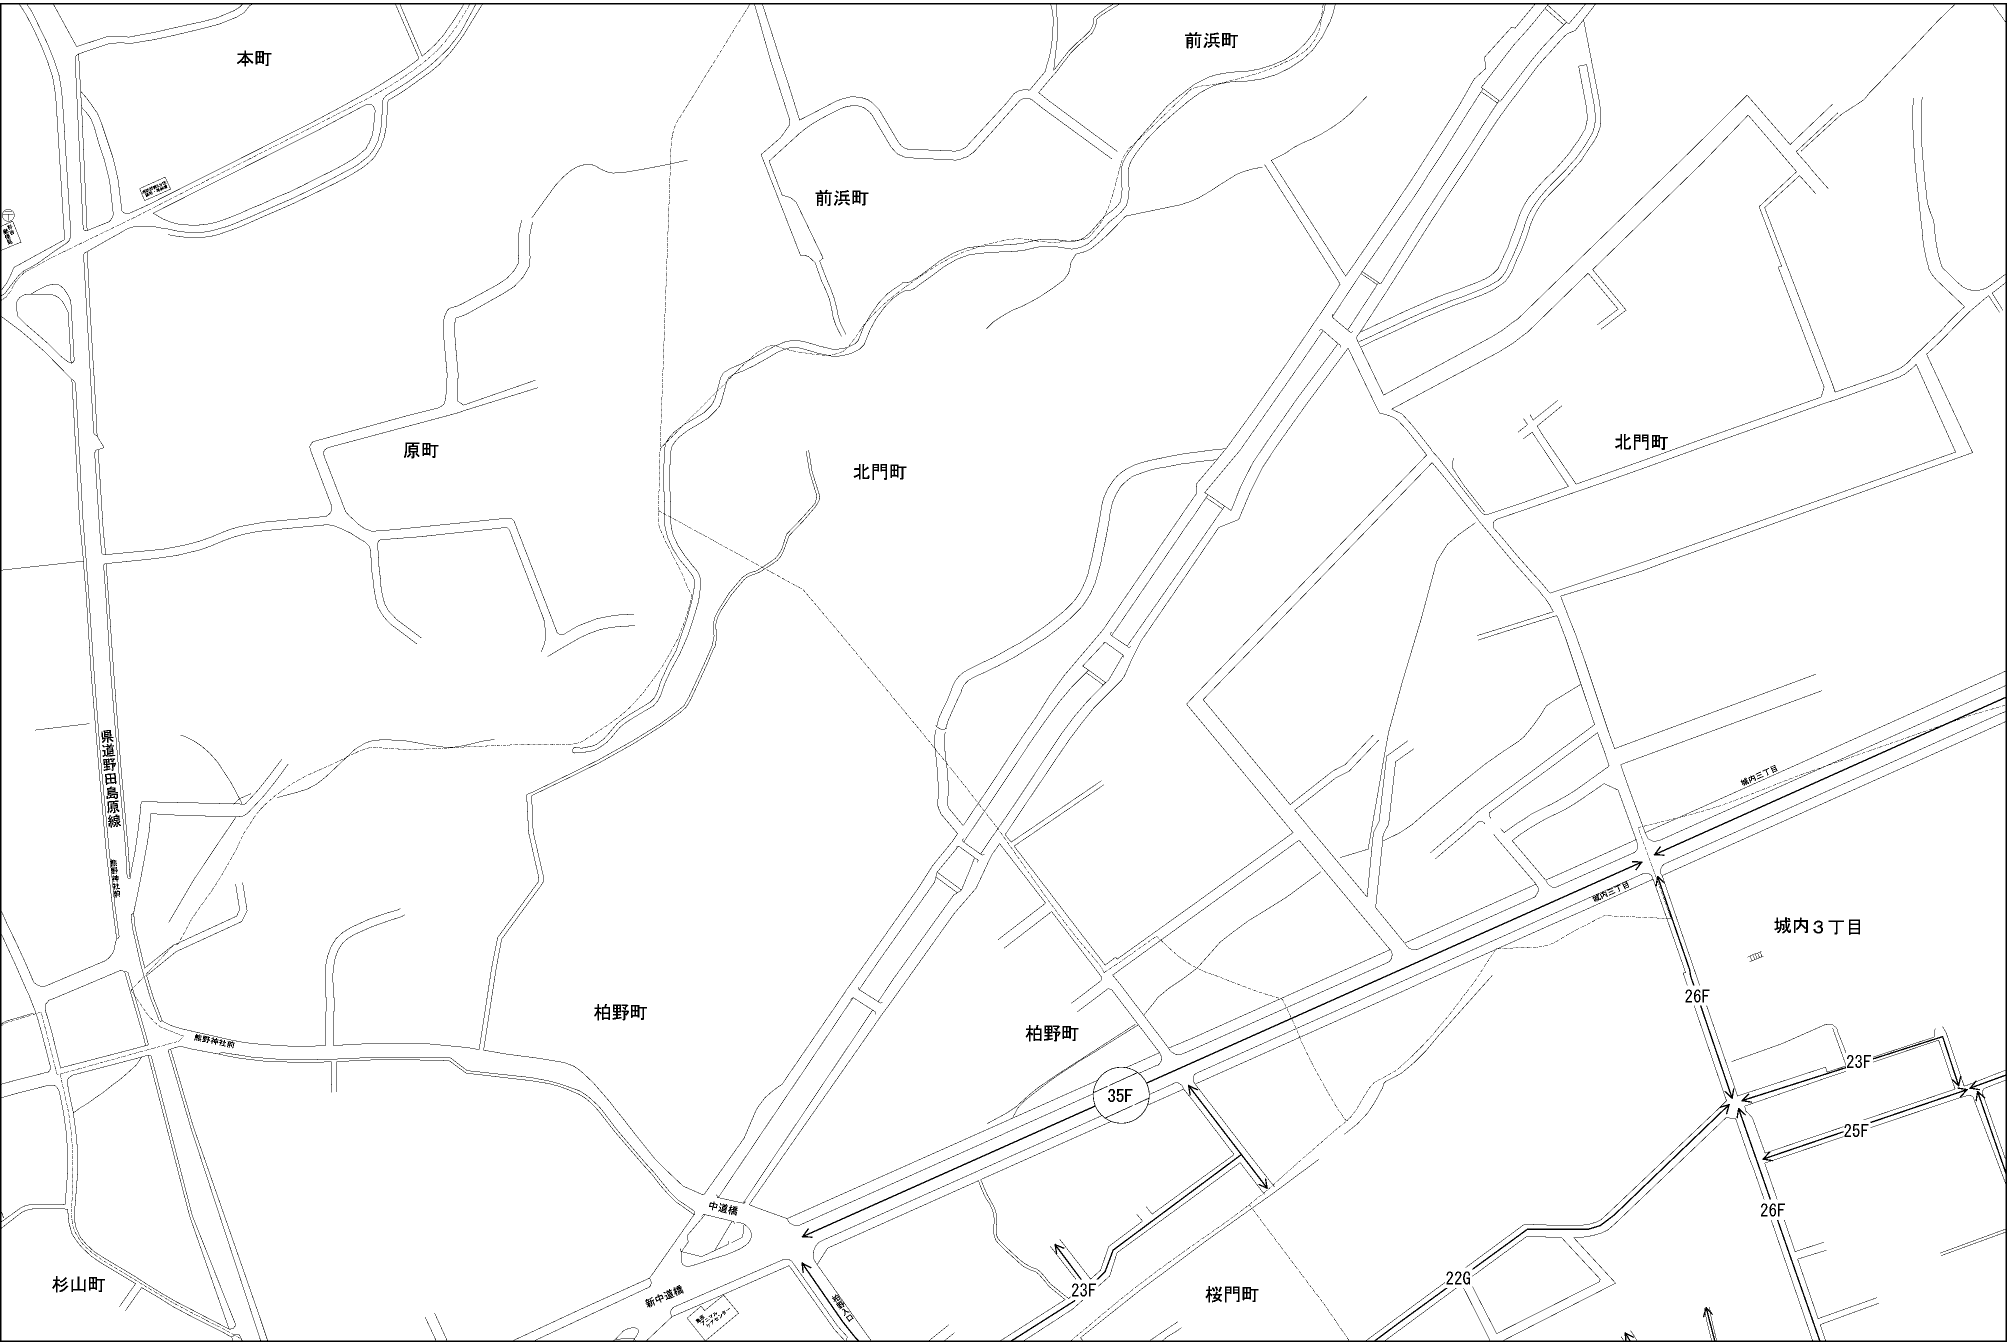 本町
前浜町
前浜町
原町
北門町
北門町
県道野田島原線
熊野神社前
城内三丁目
城内三丁目
城内３丁目
26F
柏野町
柏野町
熊野神社前
35F
23F
25F
26F
中道橋
杉山町
新中道橋
23F
桜門町
22G